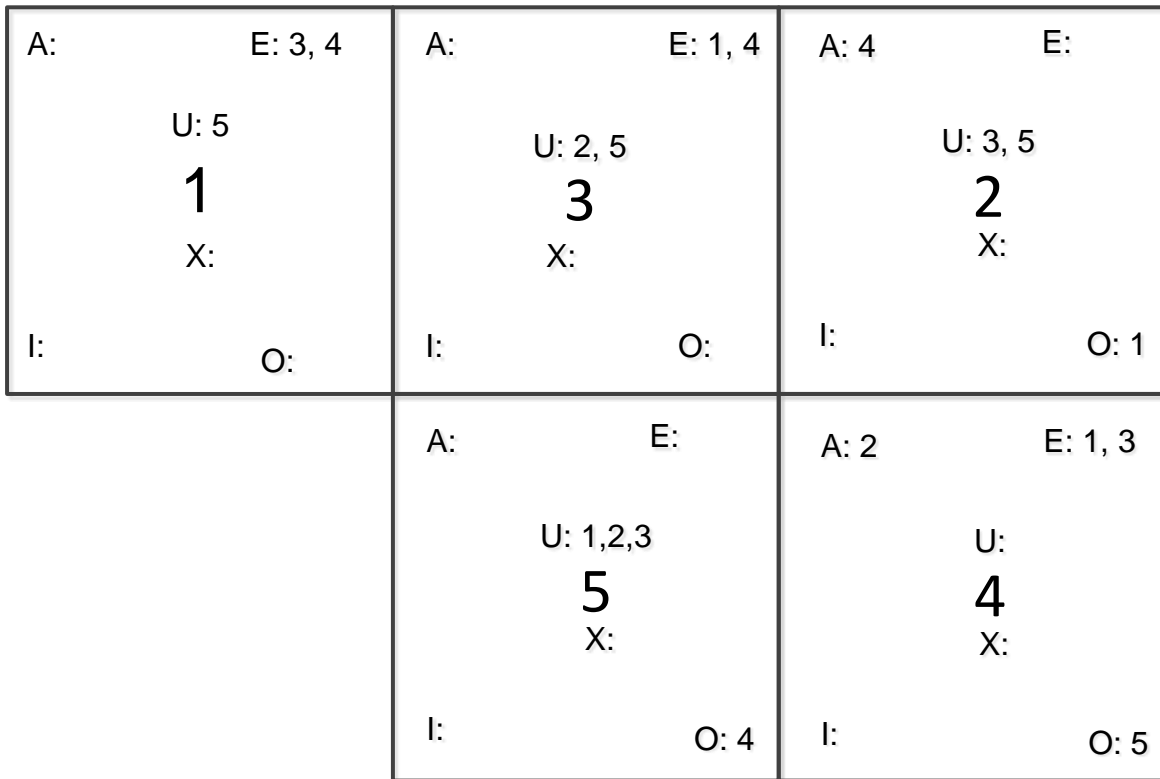 A: E: 3, 4
U: 5
1
X:
I: O:
A: E: 1, 4
U: 2, 5
3
X:
I: O:
A: 4 E:
U: 3, 5
2
X:
I: O: 1
A: E:
U: 1,2,3
5
X:
I: O: 4
A: 2 E: 1, 3
U:
4
X:
I: O: 5